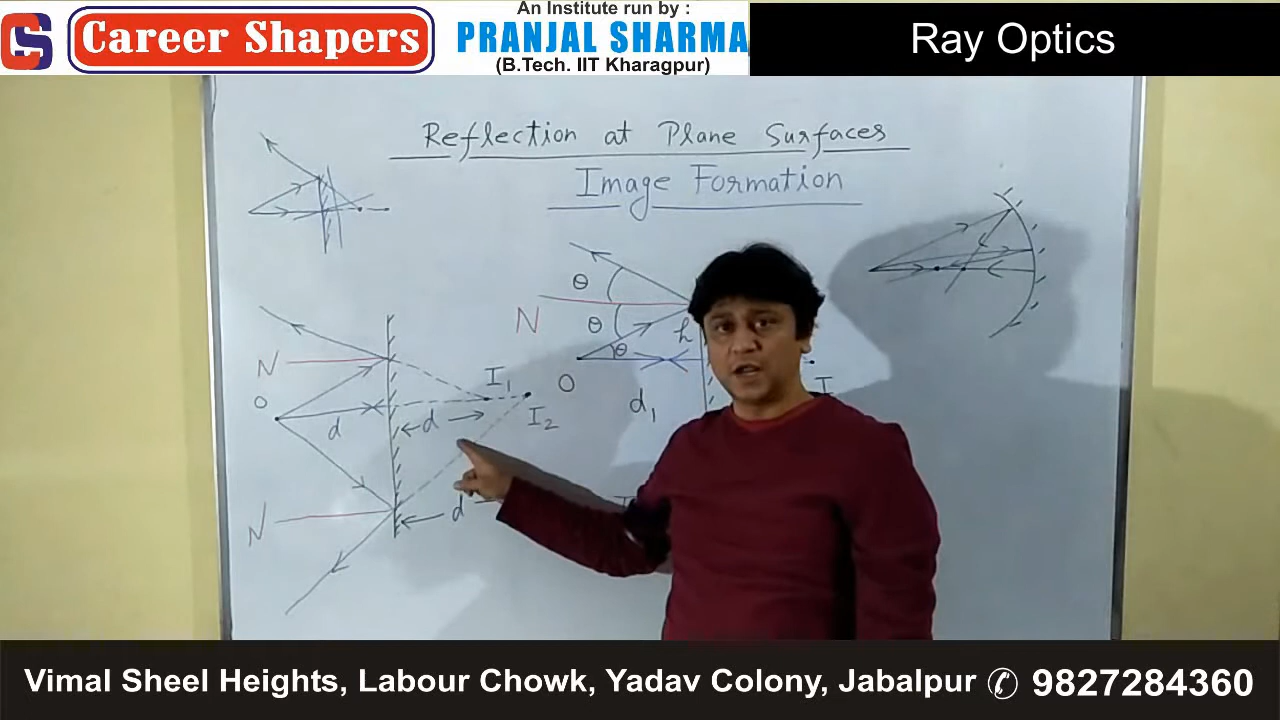 CS
Career Shapers
An Institute run by :
PRANJAL SHARMA
(B.Tech. IIT Kharagpur)
Ray Optics
Reflection at Plane Surfaces
Image Formation
θ
N
θ
θ
h
O
d₁
I
N
O
d
I₁
d
I₂
N
d
Vimal Sheel Heights, Labour Chowk, Yadav Colony, Jabalpur 9827284360